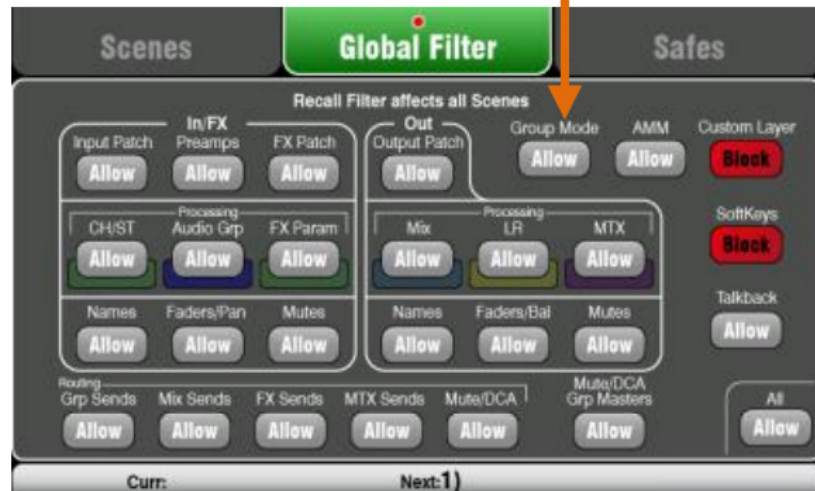 Scenes Global Filter Safes
Recall Filter affects all Scenes
In/FX Out
Input Patch Preamps FX Patch Output Patch Group Mode AMM Custom Layer
Allow Allow Allow Allow Allow Allow Block
Processing Processing
CH/ST Audio Grp FX Param Mix LR MTX SoftKeys
Allow Allow Allow Allow Allow Allow Block
Names Faders/Pan Mutes Names Faders/Bal Mutes Talkback
Allow Allow Allow Allow Allow Allow Allow
Routing
Grp Sends Mix Sends FX Sends MTX Sends Mute/DCA Mute/DCA Grp Masters All
Allow Allow Allow Allow Allow Allow Allow
Curr: Next:1)